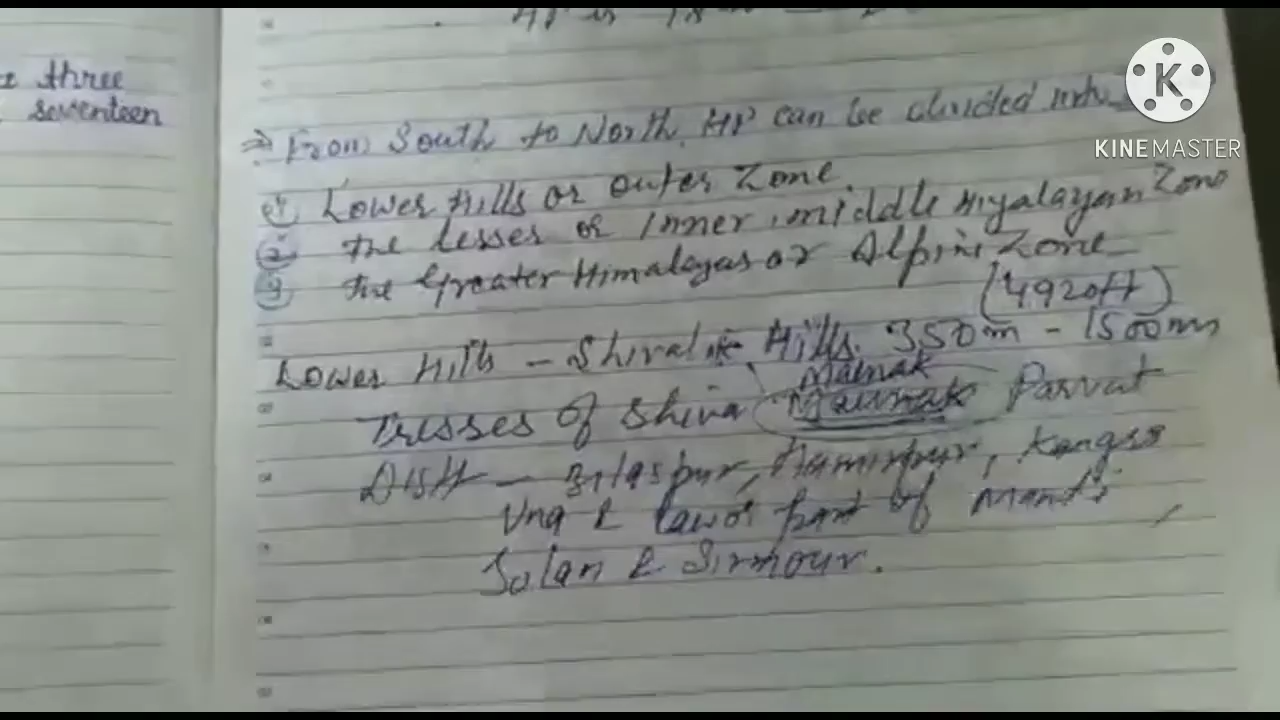 three
seventeen
⇒ From South to North, HP can be divided into
① Lower Hills or outer Zone.
② The lesser or Inner, middle Himalayan Zone
③ The Greater Himalayas or Alpine Zone
(4920ft)
Lower Hills - Shivalik Hills. 350m - 1500m
Mainak
Tresses of Shiva Parvat
Distt - Bilaspur, Hamirpur, Kangra
Una & lower part of Mandi,
Solan & Sirmour.
K
KINEMASTER